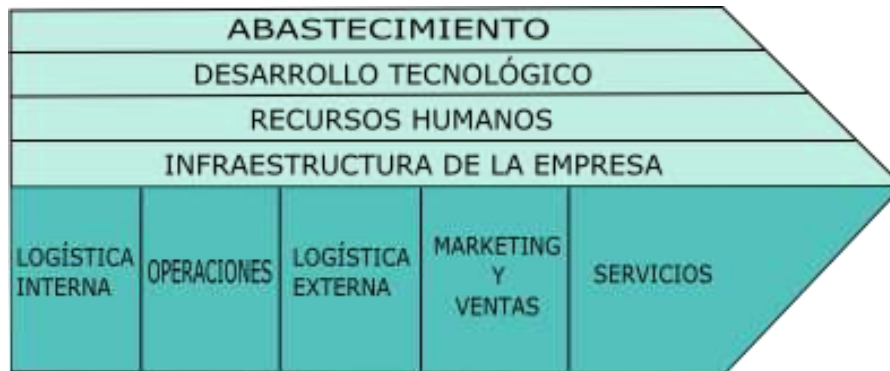 ABASTECIMIENTO
DESARROLLO TECNOLÓGICO
RECURSOS HUMANOS
INFRAESTRUCTURA DE LA EMPRESA
LOGÍSTICA
INTERNA
OPERACIONES
LOGÍSTICA
EXTERNA
MARKETING
Y
VENTAS
SERVICIOS